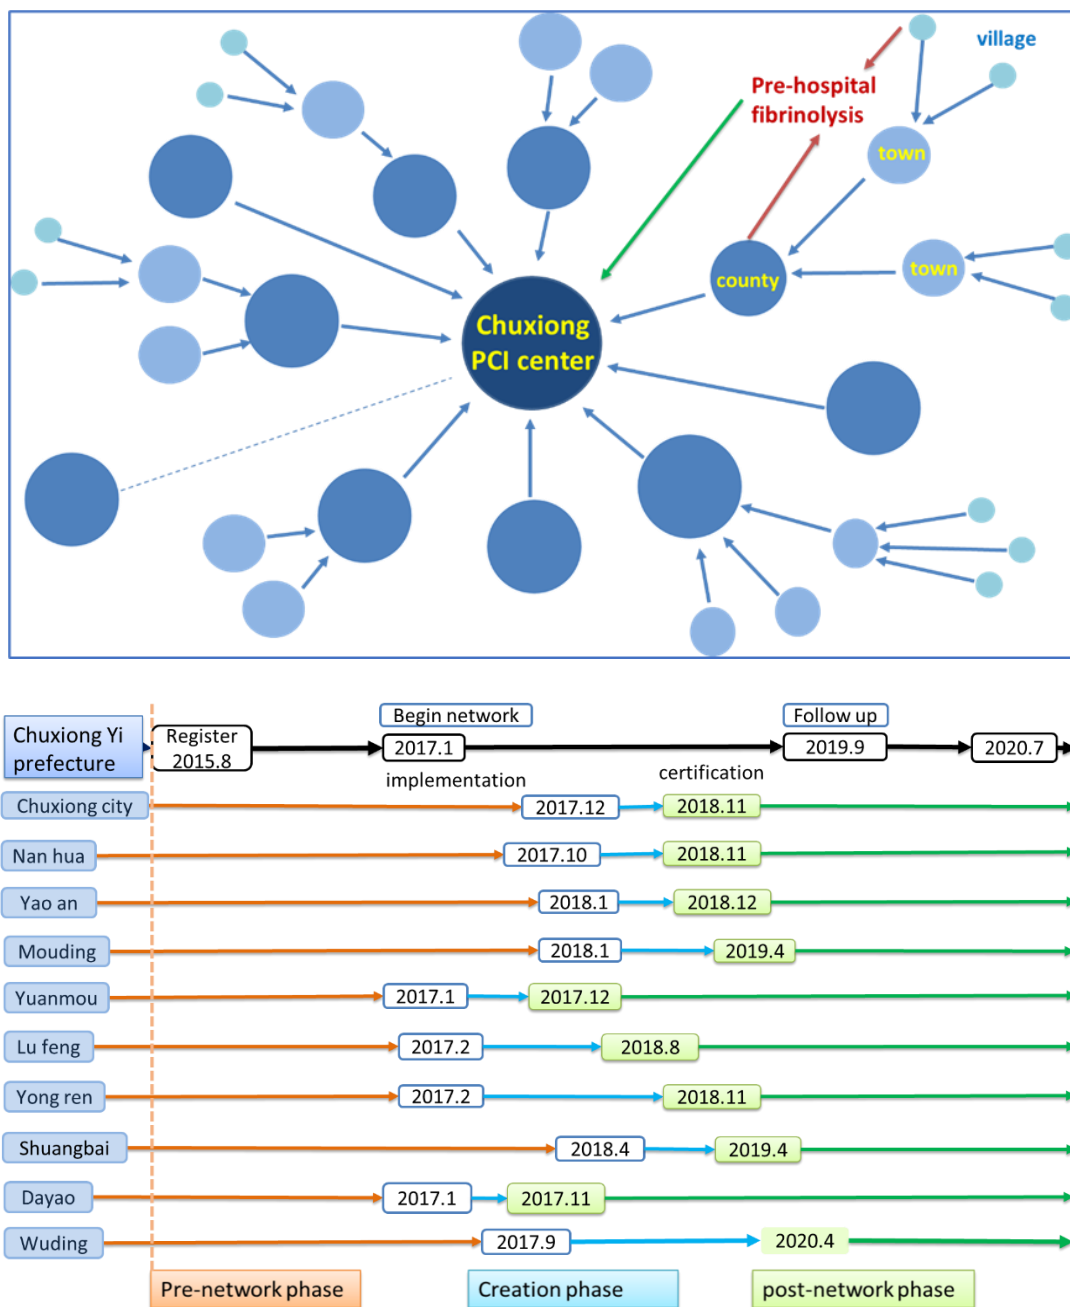 village
Pre-hospital
fibrinolysis
town
county
town
Chuxiong
PCI center
Chuxiong Yi
prefecture
Register
2015.8
Begin network
2017.1
implementation
certification
Follow up
2019.9
2020.7
Chuxiong city
2017.12
2018.11
Nan hua
2017.10
2018.11
Yao an
2018.1
2018.12
Mouding
2018.1
2019.4
Yuanmou
2017.1
2017.12
Lu feng
2017.2
2018.8
Yong ren
2017.2
2018.11
Shuangbai
2018.4
2019.4
Dayao
2017.1
2017.11
Wuding
2017.9
2020.4
Pre-network phase
Creation phase
post-network phase